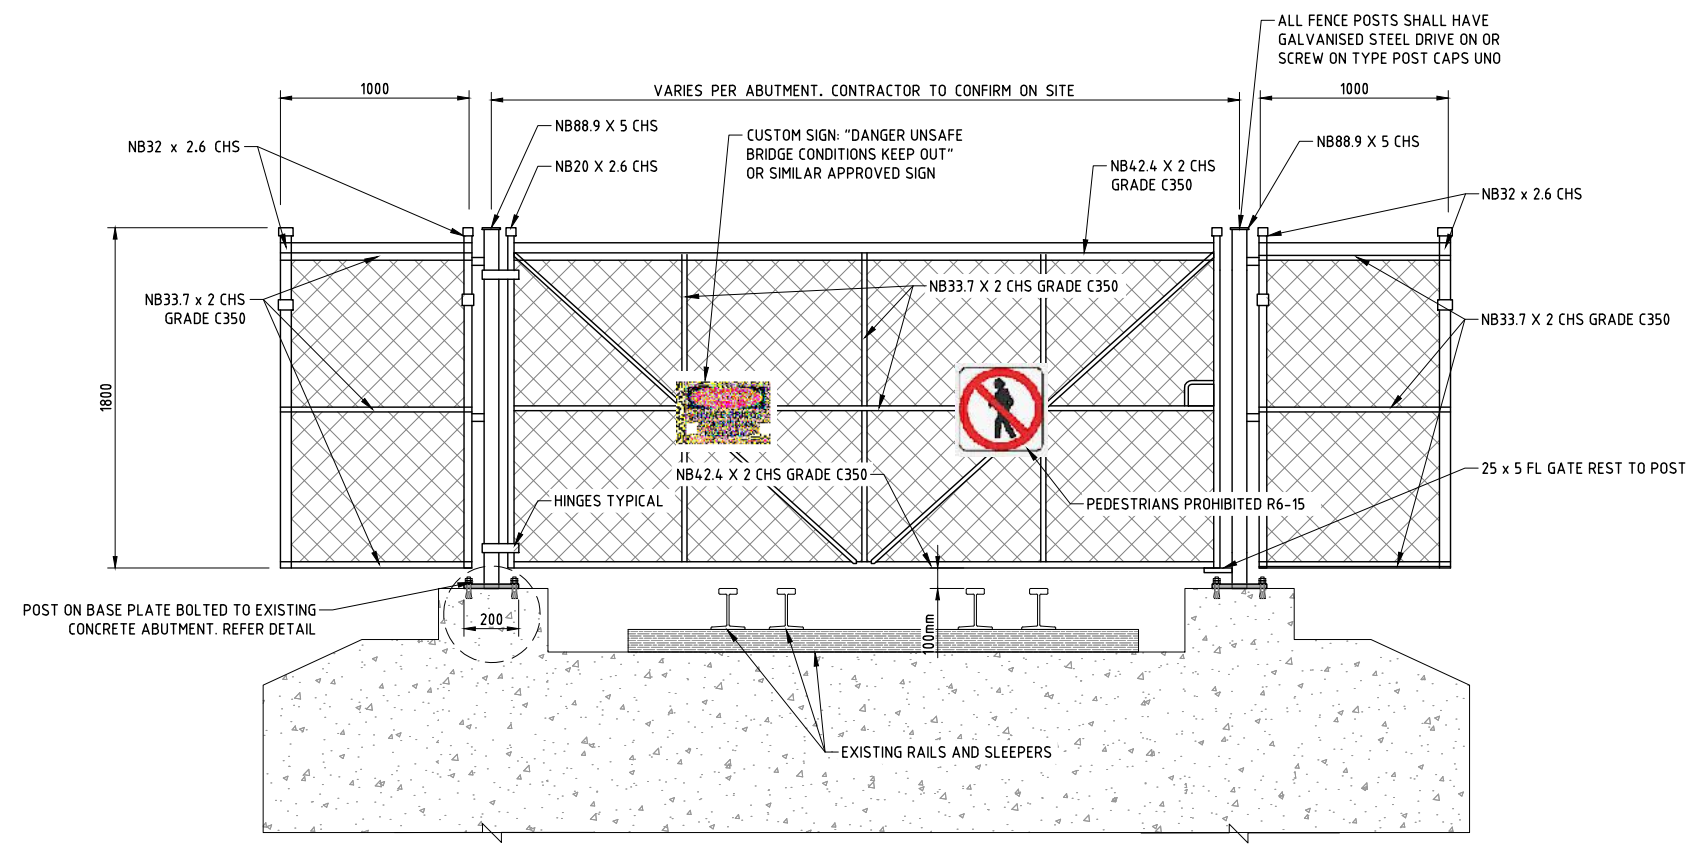 ALL FENCE POSTS SHALL HAVE
GALVANISED STEEL DRIVE ON OR
SCREW ON TYPE POST CAPS UNO
1000
VARIES PER ABUTMENT. CONTRACTOR TO CONFIRM ON SITE
1000
NB88.9 X 5 CHS
CUSTOM SIGN: "DANGER UNSAFE
BRIDGE CONDITIONS KEEP OUT"
OR SIMILAR APPROVED SIGN
NB88.9 X 5 CHS
NB32 x 2.6 CHS
NB20 X 2.6 CHS
NB42.4 X 2 CHS
GRADE C350
NB32 x 2.6 CHS
NB33.7 x 2 CHS
GRADE C350
NB33.7 X 2 CHS GRADE C350
NB33.7 X 2 CHS GRADE C350
1800
NB42.4 X 2 CHS GRADE C350
25 x 5 FL GATE REST TO POST
HINGES TYPICAL
PEDESTRIANS PROHIBITED R6-15
POST ON BASE PLATE BOLTED TO EXISTING
CONCRETE ABUTMENT. REFER DETAIL
200
100mm
EXISTING RAILS AND SLEEPERS